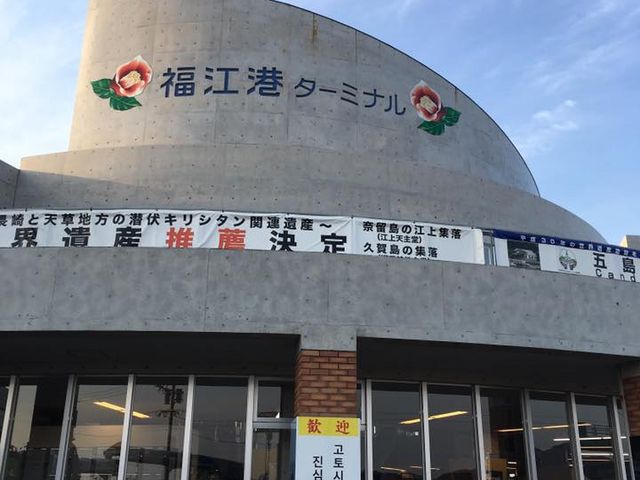 福江港 ターミナル
長崎と天草地方の潜伏キリシタン関連遺産～
界遺産推薦決定
奈留島の江上集落
(江上天主堂)
久賀島の集落
五島
Cand
歓迎
고토시
진심